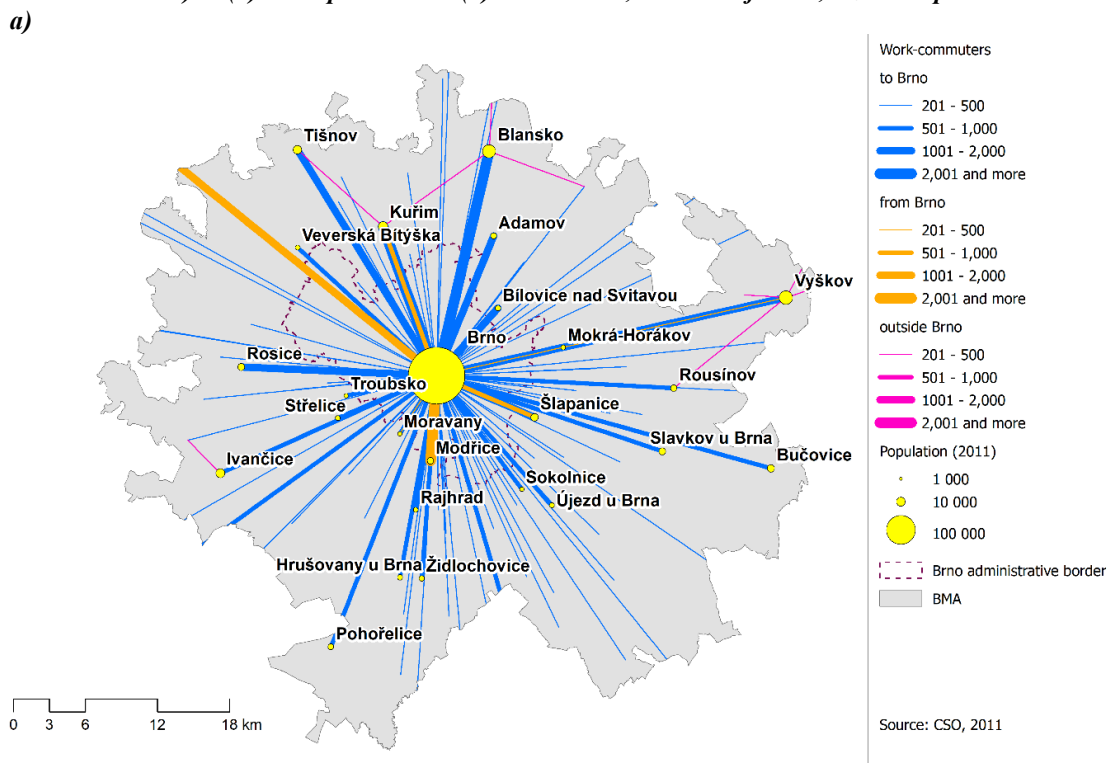 a)
Work-commuters
to Brno
201 - 500
501 - 1,000
1001 - 2,000
2,001 and more
from Brno
201 - 500
501 - 1,000
1001 - 2,000
2,001 and more
outside Brno
201 - 500
501 - 1,000
1001 - 2,000
2,001 and more
Population (2011)
1 000
10 000
100 000
Brno administrative border
BMA
Source: CSO, 2011
Tišnov
Blansko
Kuřim
Veverská Bítýška
Adamov
Vyškov
Bílovice nad Svitavou
Brno
Mokrá-Horákov
Rosice
Rousínov
Troubsko
Šlapanice
Střelice
Moravany
Slavkov u Brna
Modřice
Bučovice
Ivančice
Sokolnice
Rajhrad
Újezd u Brna
Hrušovany u Brna
Židlochovice
Pohořelice
0 3 6 12 18 km